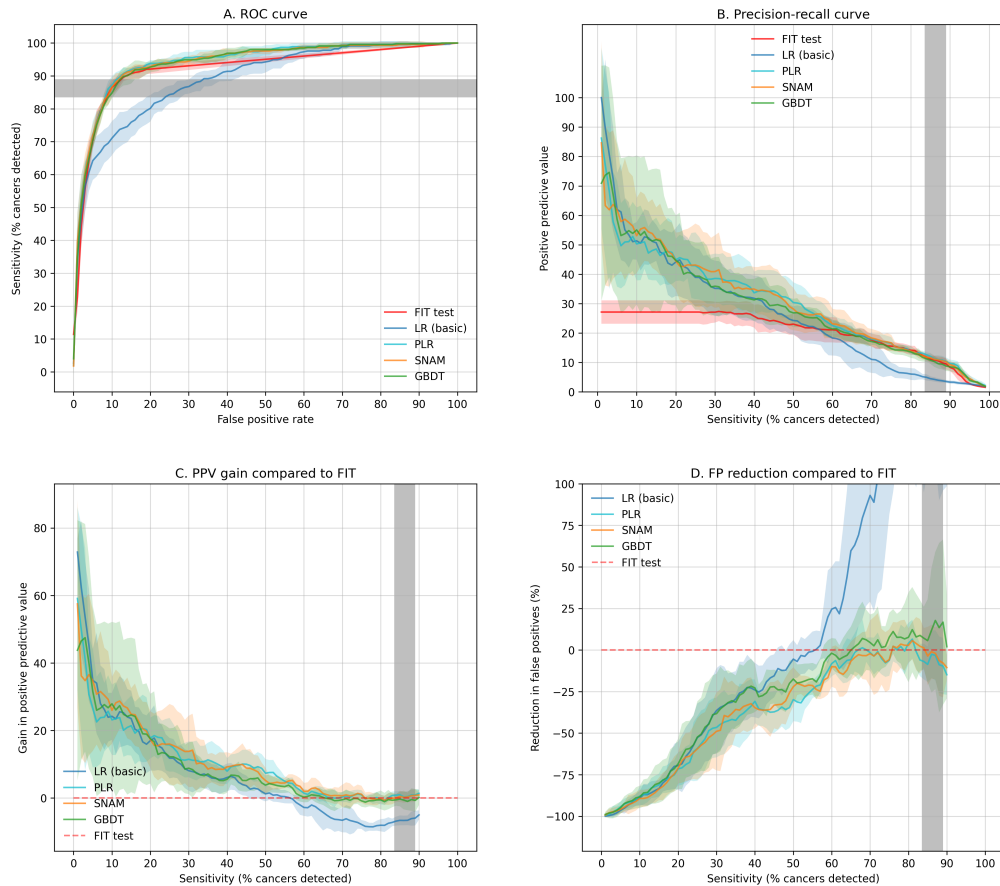 A. ROC curve
100
90
80
70
60
50
40
30
20
10
0
Sensitivity (% cancers detected)
FIT test
LR (basic)
PLR
SNAM
GBDT
0 10 20 30 40 50 60 70 80 90 100
False positive rate
B. Precision-recall curve
FIT test
LR (basic)
PLR
SNAM
GBDT
100
90
80
70
60
50
40
30
20
10
0
Positive predicive value
0 10 20 30 40 50 60 70 80 90 100
Sensitivity (% cancers detected)
C. PPV gain compared to FIT
80
60
40
20
0
Gain in positive predictive value
LR (basic)
PLR
SNAM
GBDT
FIT test
0 10 20 30 40 50 60 70 80 90 100
Sensitivity (% cancers detected)
D. FP reduction compared to FIT
LR (basic)
PLR
SNAM
GBDT
FIT test
100
75
50
25
0
−25
−50
−75
−100
Reduction in false positives (%)
0 10 20 30 40 50 60 70 80 90 100
Sensitivity (% cancers detected)